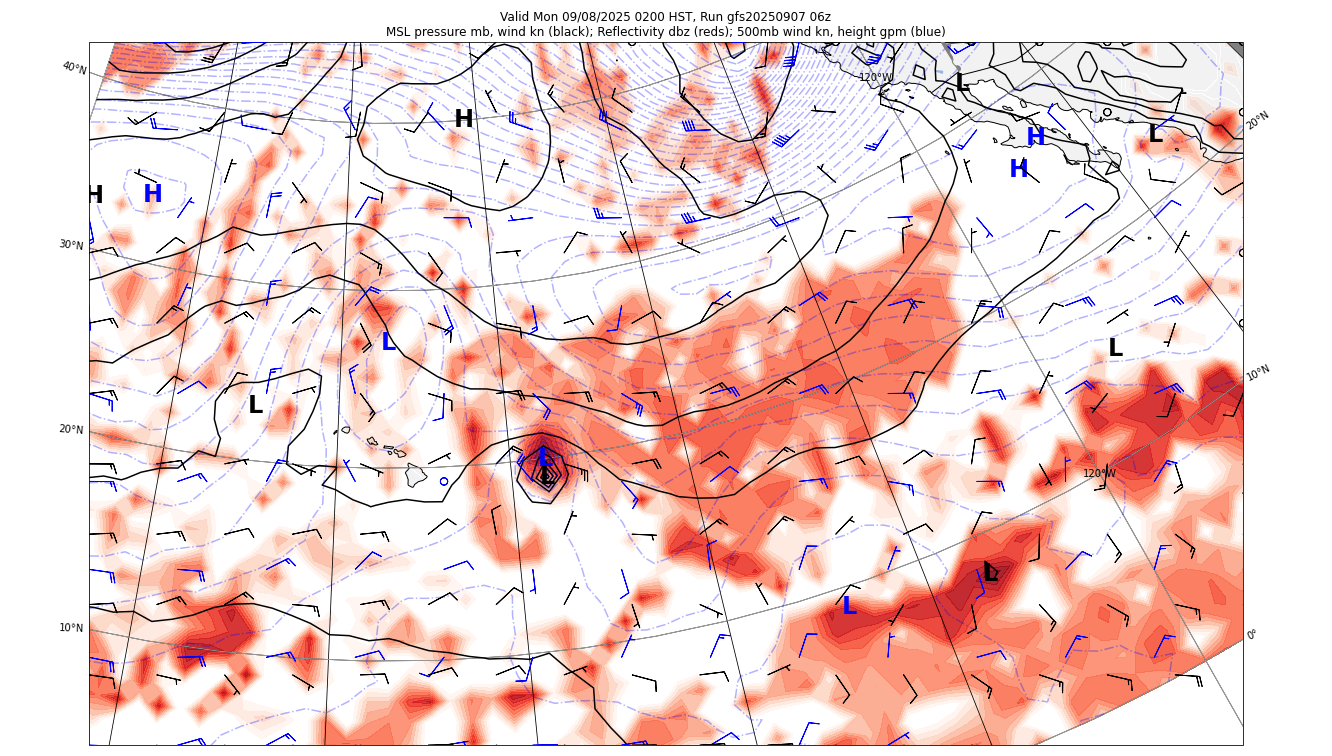 Valid Mon 09/08/2025 0200 HST, Run gfs20250907 06z
MSL pressure mb, wind kn (black); Reflectivity dbz (reds); 500mb wind kn, height gpm (blue)
40°N
120°W
L
H
20°N
H
L
H
H
H
30°N
L
L
10°N
L
20°N
L
L
120°W
L
L
10°N
0°